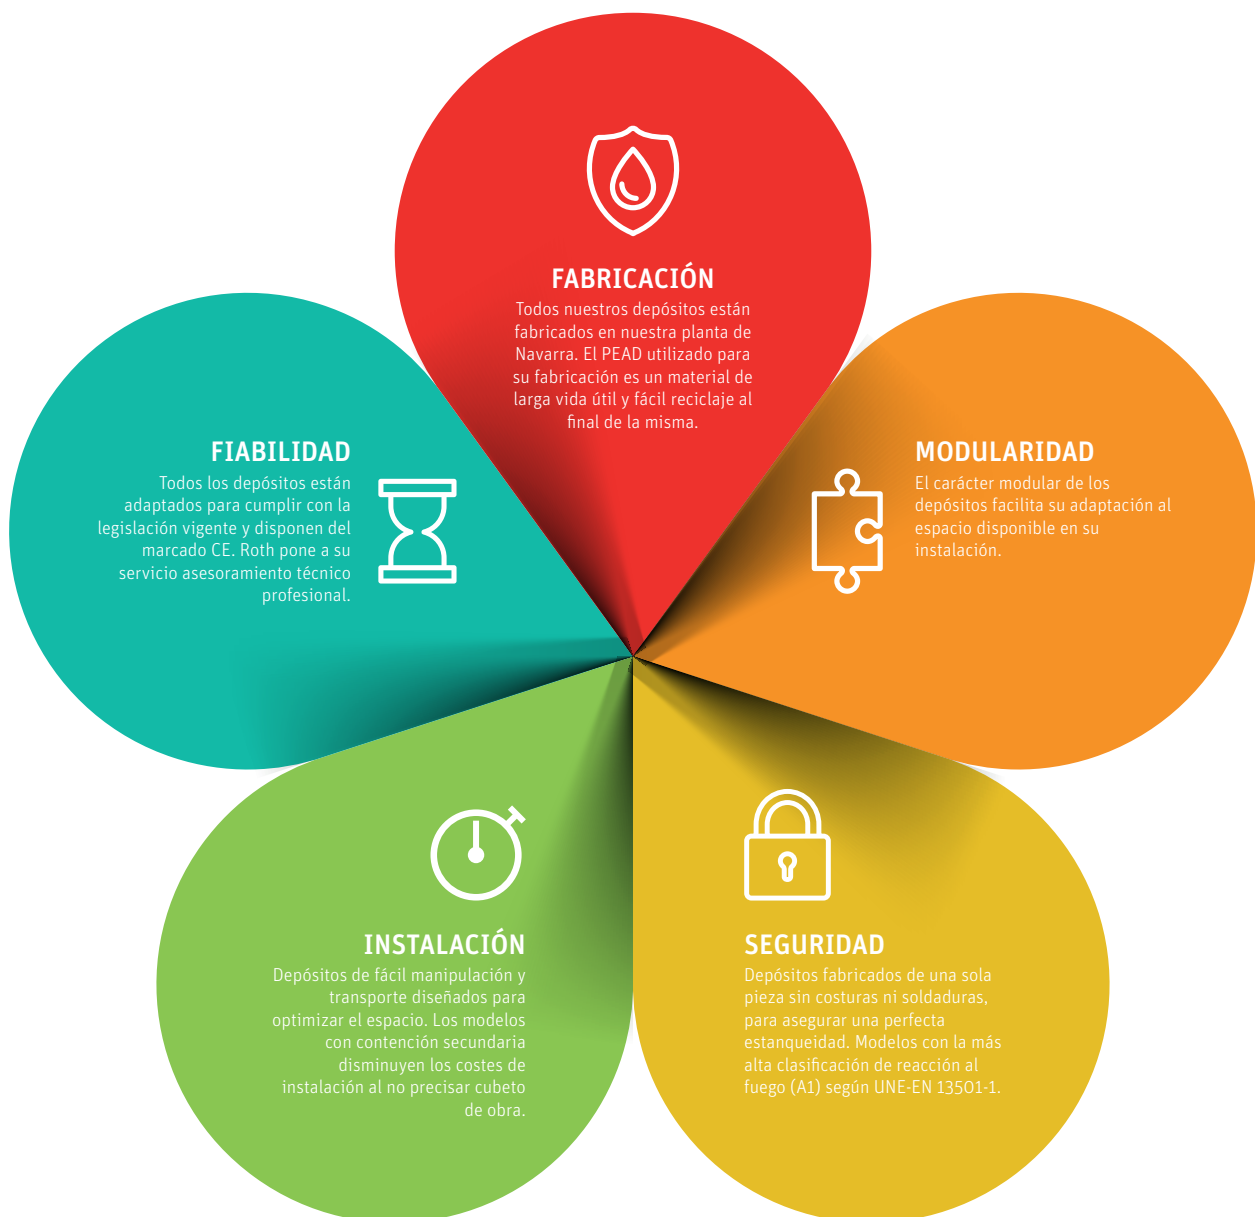 FABRICACIÓN
Todos nuestros depósitos están
fabricados en nuestra planta de
Navarra. El PEAD utilizado para
su fabricación es un material de
larga vida útil y fácil reciclaje al
final de la misma.
MODULARIDAD
El carácter modular de los
depósitos facilita su adaptación al
espacio disponible en su
instalación.
SEGURIDAD
Depósitos fabricados de una sola
pieza sin costuras ni soldaduras,
para asegurar una perfecta
estanqueidad. Modelos con la más
alta clasificación de reacción al
fuego (A1) según UNE-EN 13501-1.
INSTALACIÓN
Depósitos de fácil manipulación y
transporte diseñados para
optimizar el espacio. Los modelos
con contención secundaria
disminuyen los costes de
instalación al no precisar cubeto
de obra.
FIABILIDAD
Todos los depósitos están
adaptados para cumplir con la
legislación vigente y disponen del
marcado CE. Roth pone a su
servicio asesoramiento técnico
profesional.